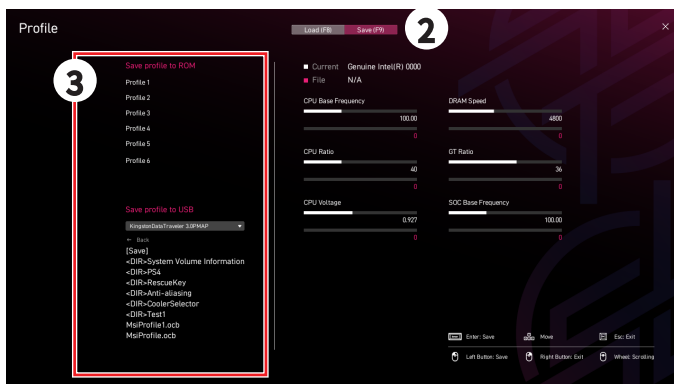 Profile
Load (F8)
Save (F9)
2
3
Save profile to ROM
Profile 1
Profile 2
Profile 3
Profile 4
Profile 5
Profile 6
Save profile to USB
KingstonDataTraveler 3.0PMAP
Back
[Save]
<DIR>System Volume Information
<DIR>PS4
<DIR>RescueKey
<DIR>Anti-aliasing
<DIR>CoolerSelector
<DIR>Test1
MsiProfile1.ocb
MsiProfile.ocb
Current Genuine Intel(R) 0000
File N/A
CPU Base Frequency
100.00
0
DRAM Speed
4800
0
CPU Ratio
40
0
GT Ratio
36
0
CPU Voltage
0.927
0
SOC Base Frequency
100.00
0
Enter: Save
Move
Esc: Exit
Left Button: Save
Right Button: Exit
Wheel: Scrolling